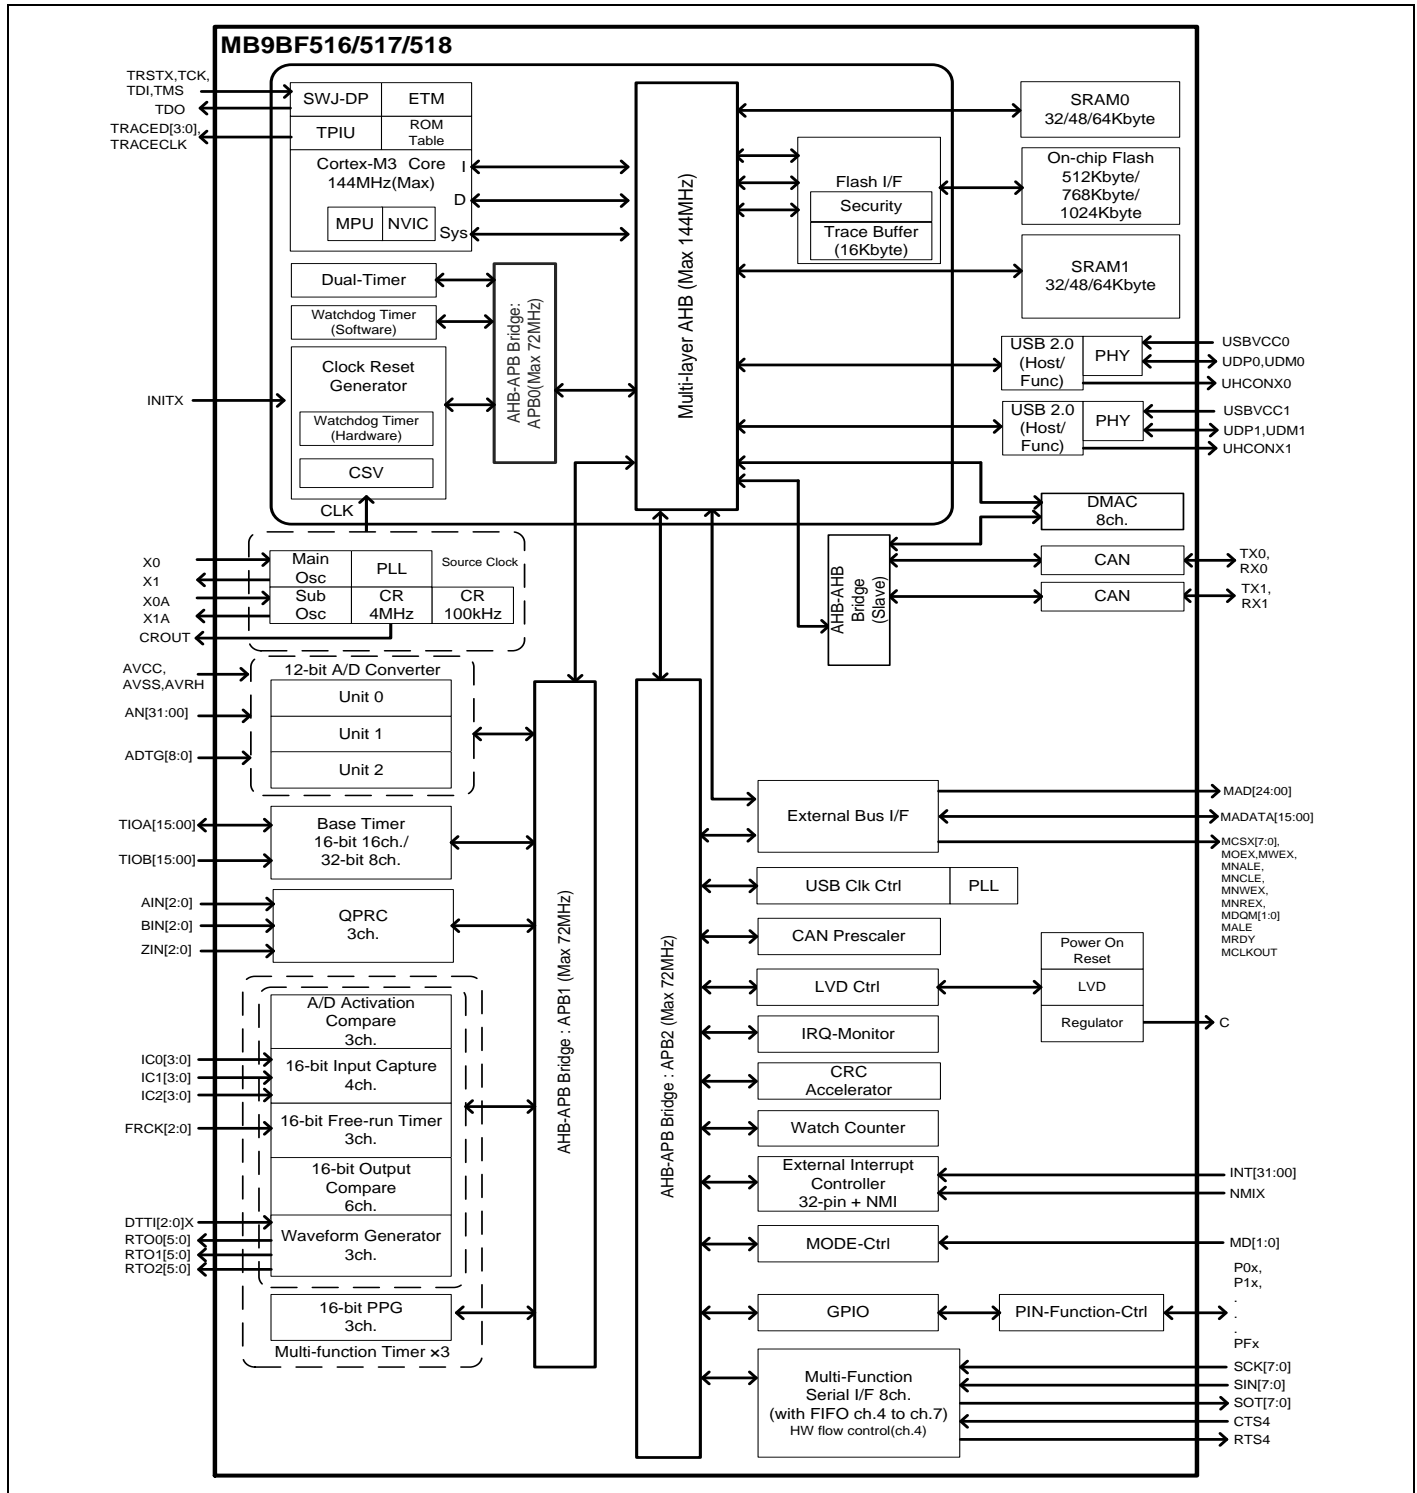 MB9BF516/517/518
TRSTX,TCK,
TDI,TMS
TDO
TRACED[3:0],
TRACECLK
SWJ-DP
ETM
TPIU
ROM
Table
Cortex-M3 Core
144MHz(Max)
I
D
Sys
MPU
NVIC
Dual-Timer
Watchdog Timer
(Software)
Clock Reset
Generator
Watchdog Timer
(Hardware)
CSV
CLK
INITX
AHB-APB Bridge:
APB0(Max 72MHz)
Multi-layer AHB (Max 144MHz)
Flash I/F
Security
Trace Buffer
(16Kbyte)
SRAM0
32/48/64Kbyte
On-chip Flash
512Kbyte/
768Kbyte/
1024Kbyte
SRAM1
32/48/64Kbyte
USB 2.0
(Host/
Func)
PHY
USBVCC0
UDP0,UDM0
UHCONX0
USB 2.0
(Host/
Func)
PHY
USBVCC1
UDP1,UDM1
UHCONX1
DMAC
8ch.
AHB-AHB
Bridge
(Slave)
CAN
TX0,
RX0
CAN
TX1,
RX1
X0
X1
X0A
X1A
CROUT
Main
Osc
PLL
Source Clock
Sub
Osc
CR
4MHz
CR
100kHz
AVCC,
AVSS,AVRH
AN[31:00]
ADTG[8:0]
12-bit A/D Converter
Unit 0
Unit 1
Unit 2
TIOA[15:00]
TIOB[15:00]
Base Timer
16-bit 16ch./
32-bit 8ch.
AIN[2:0]
BIN[2:0]
ZIN[2:0]
QPRC
3ch.
A/D Activation
Compare
3ch.
IC0[3:0]
IC1[3:0]
IC2[3:0]
16-bit Input Capture
4ch.
FRCK[2:0]
16-bit Free-run Timer
3ch.
16-bit Output
Compare
6ch.
DTTI[2:0]X
RTO0[5:0]
RTO1[5:0]
RTO2[5:0]
Waveform Generator
3ch.
16-bit PPG
3ch.
Multi-function Timer ×3
AHB-APB Bridge : APB1 (Max 72MHz)
AHB-APB Bridge : APB2 (Max 72MHz)
External Bus I/F
MAD[24:00]
MADATA[15:00]
MCSX[7:0],
MOEX,MWEX,
MNALE,
MNCLE,
MNWEX,
MNREX,
MDQM[1:0]
MALE
MRDY
MCLKOUT
USB Clk Ctrl
PLL
CAN Prescaler
LVD Ctrl
Power On
Reset
LVD
Regulator
C
IRQ-Monitor
CRC
Accelerator
Watch Counter
External Interrupt
Controller
32-pin + NMI
INT[31:00]
NMIX
MODE-Ctrl
MD[1:0]
GPIO
PIN-Function-Ctrl
P0x,
P1x,
.
.
.
PFx
Multi-Function
Serial I/F 8ch.
(with FIFO ch.4 to ch.7)
HW flow control(ch.4)
SCK[7:0]
SIN[7:0]
SOT[7:0]
CTS4
RTS4